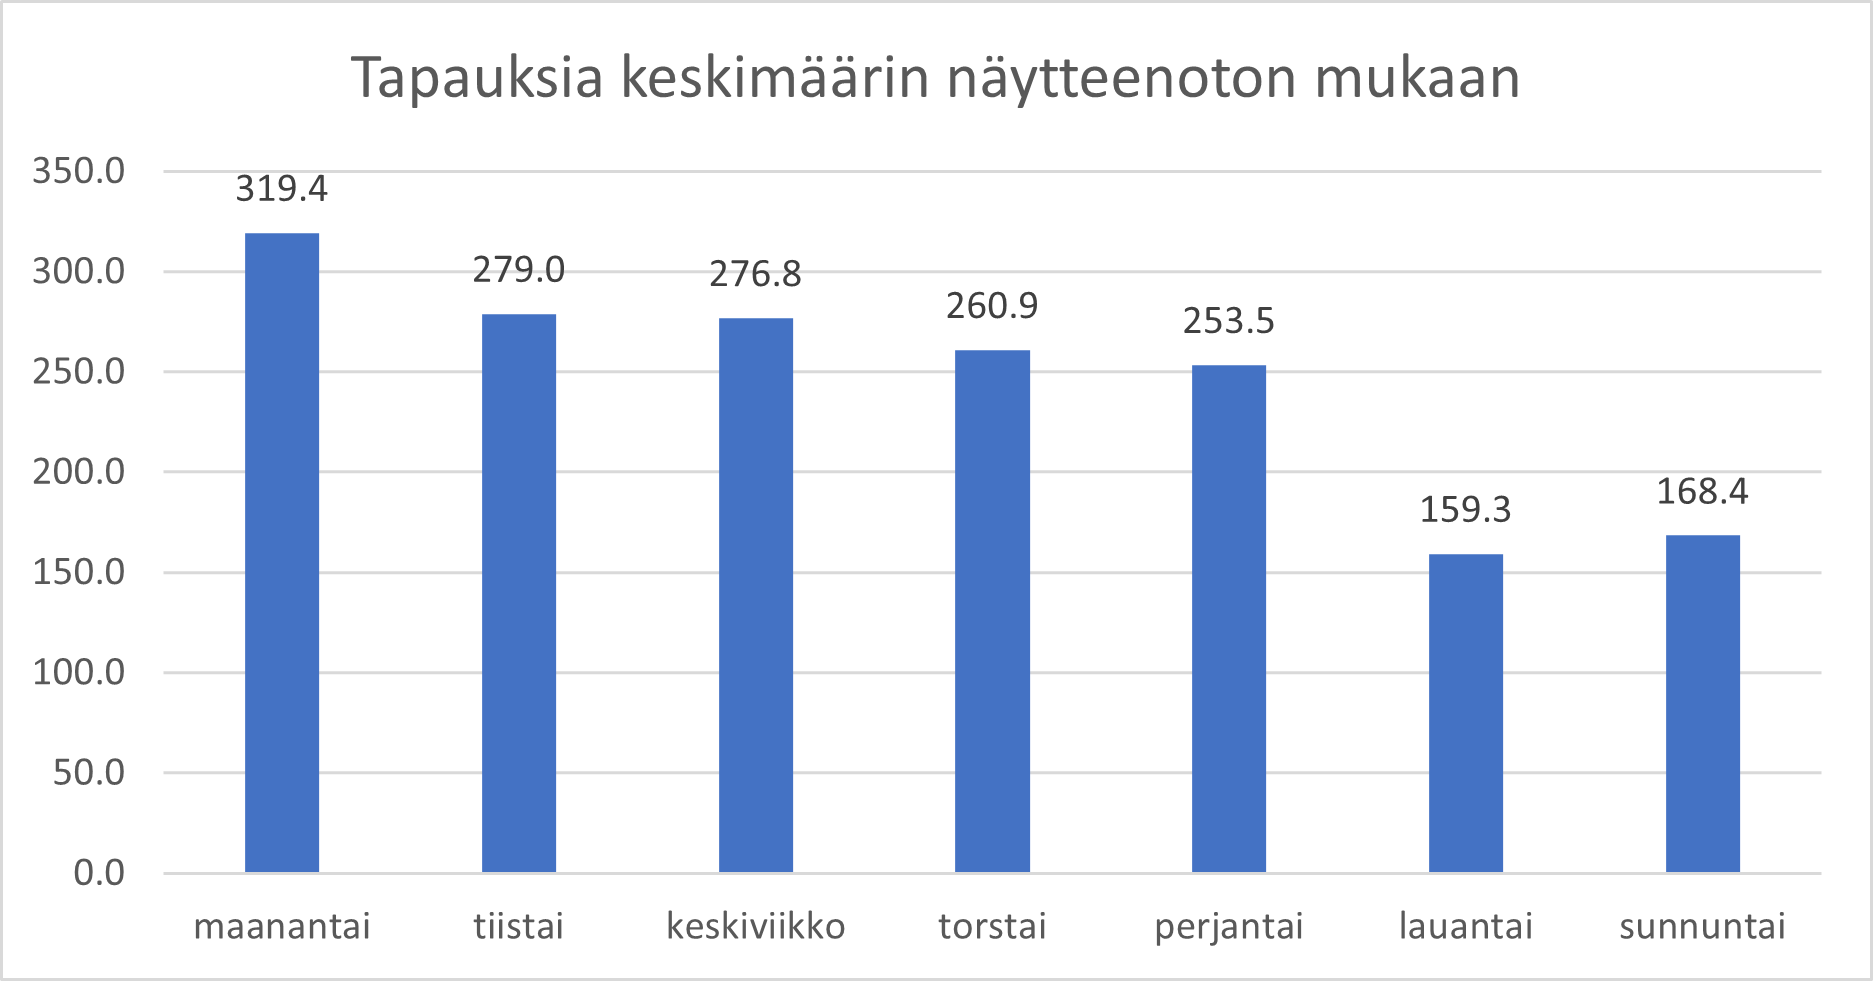 Tapauksia keskimäärin näytteenoton mukaan
350.0
300.0
250.0
200.0
150.0
100.0
50.0
0.0
319.4
279.0
276.8
260.9
253.5
159.3
168.4
maanantai
tiistai
keskiviikko
torstai
perjantai
lauantai
sunnuntai